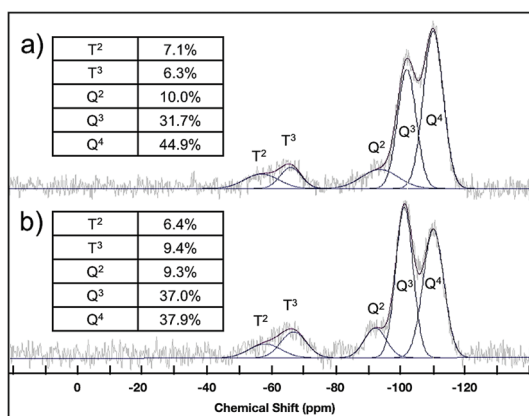 a)
T² 7.1%
T³ 6.3%
Q² 10.0%
Q³ 31.7%
Q⁴ 44.9%
T² T³ Q² Q³ Q⁴
b)
T² 6.4%
T³ 9.4%
Q² 9.3%
Q³ 37.0%
Q⁴ 37.9%
T² T³ Q² Q³ Q⁴
0 -20 -40 -60 -80 -100 -120
Chemical Shift (ppm)